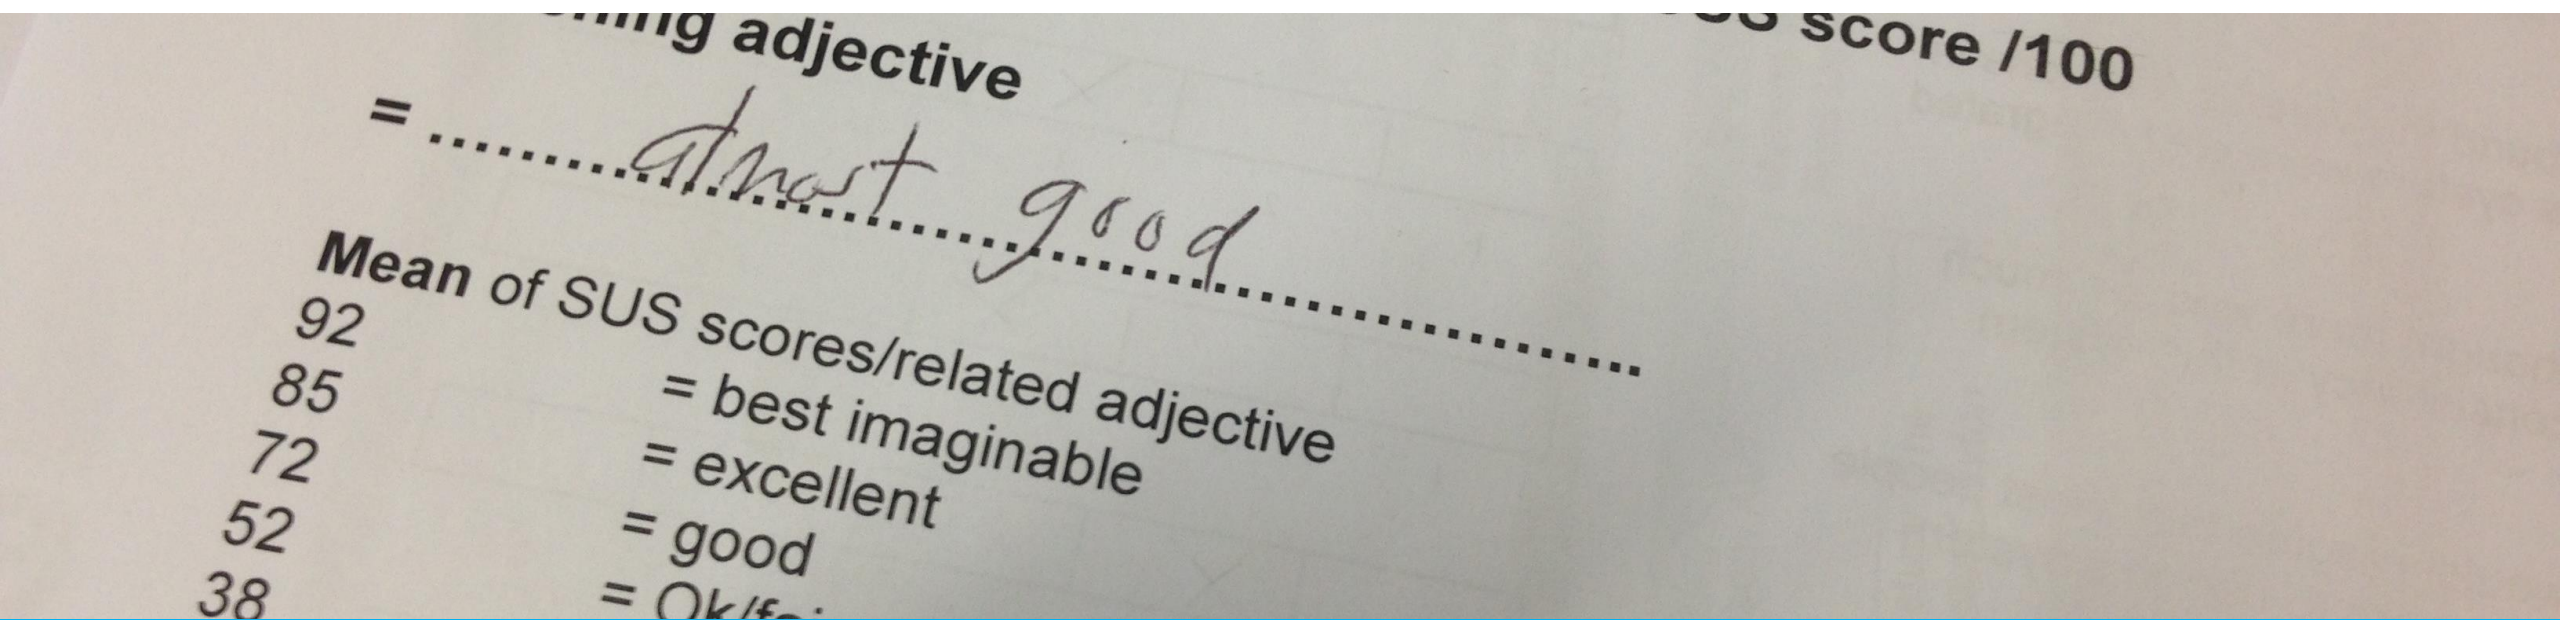 adjective
score /100
= .......... almost good ..........
Mean of SUS scores/related adjective
92 = best imaginable
85 = excellent
72 = good
52 = Ok/
38